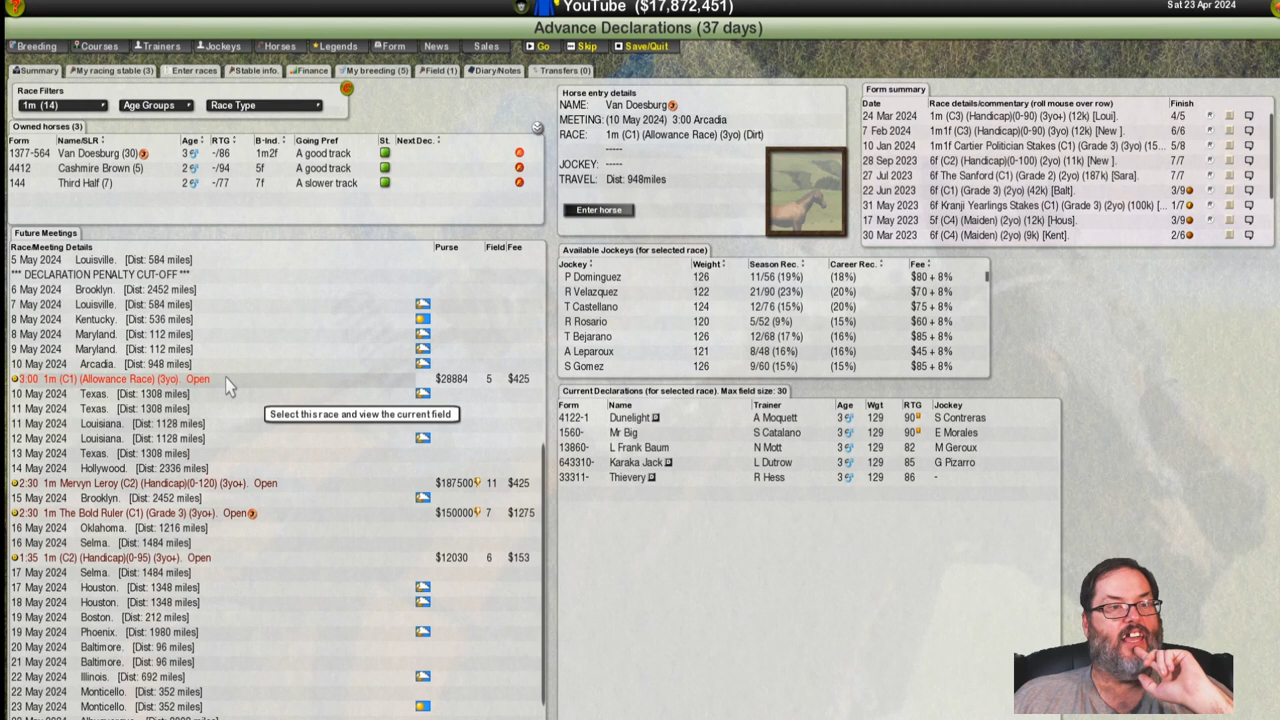 YouTube ($17,872,451)
Sat 23 Apr 2024
Advance Declarations (37 days)
Breeding Courses Trainers Jockeys Horses Legends Form News Sales Go Skip Save/Quit
Summary My racing stable (3) Enter races Stable info. Finance My breeding (5) Field (1) Diary/Notes Transfers (0)
Race Filters
1m (14) Age Groups Race Type
Owned horses (3)
Form Name/SLR Age RTG B-Ind. Going Pref St. Next Dec.
1377-564 Van Doesburg (30) 3 -/86 1m2f A good track
4412 Cashmire Brown (5) 2 -/94 5f A good track
144 Third Half (7) 2 -/77 7f A slower track
Future Meetings
Race/Meeting Details Purse Field Fee
5 May 2024 Louisville. [Dist: 584 miles]
*** DECLARATION PENALTY CUT-OFF ***
6 May 2024 Brooklyn. [Dist: 2452 miles]
7 May 2024 Louisville. [Dist: 584 miles]
8 May 2024 Kentucky. [Dist: 536 miles]
8 May 2024 Maryland. [Dist: 112 miles]
9 May 2024 Maryland. [Dist: 112 miles]
10 May 2024 Arcadia. [Dist: 948 miles]
3:00 1m (C1) (Allowance Race) (3yo). Open $28884 5 $425
10 May 2024 Texas. [Dist: 1308 miles]
11 May 2024 Texas. [Dist: 1308 miles]
Select this race and view the current field
11 May 2024 Louisiana. [Dist: 1128 miles]
12 May 2024 Louisiana. [Dist: 1128 miles]
13 May 2024 Texas. [Dist: 1308 miles]
14 May 2024 Hollywood. [Dist: 2336 miles]
2:30 1m Mervyn Leroy (C2) (Handicap)(0-120) (3yo+). Open $187500 11 $425
15 May 2024 Brooklyn. [Dist: 2452 miles]
2:30 1m The Bold Ruler (C1) (Grade 3) (3yo+). Open $150000 7 $1275
16 May 2024 Oklahoma. [Dist: 1216 miles]
16 May 2024 Selma. [Dist: 1484 miles]
1:35 1m (C2) (Handicap)(0-95) (3yo+). Open $12030 6 $153
17 May 2024 Selma. [Dist: 1484 miles]
17 May 2024 Houston. [Dist: 1348 miles]
18 May 2024 Houston. [Dist: 1348 miles]
19 May 2024 Boston. [Dist: 212 miles]
19 May 2024 Phoenix. [Dist: 1980 miles]
20 May 2024 Baltimore. [Dist: 96 miles]
21 May 2024 Baltimore. [Dist: 96 miles]
22 May 2024 Illinois. [Dist: 692 miles]
22 May 2024 Monticello. [Dist: 352 miles]
23 May 2024 Monticello. [Dist: 352 miles]
Horse entry details
NAME: Van Doesburg
MEETING: (10 May 2024) 3:00 Arcadia
RACE: 1m (C1) (Allowance Race) (3yo) (Dirt)
-----
JOCKEY: -----
TRAVEL: Dist: 948miles
Enter horse
Form summary
Date Race details/commentary (roll mouse over row) Finish
24 Mar 2024 1m (C3) (Handicap)(0-90) (3yo) (12k) [Loui]. 4/5
7 Feb 2024 1m1f (C3) (Handicap)(0-90) (3yo) (12k) [New ]. 6/6
10 Jan 2024 1m1f Cartier Politician Stakes (C1) (Grade 3) (3yo) (15... 5/8
28 Sep 2023 6f (C2) (Handicap)(0-100) (2yo) (11k) [New ]. 7/7
27 Jul 2023 6f The Sanford (C1) (Grade 2) (2yo) (187k) [Sara]. 7/7
22 Jun 2023 6f (C1) (Grade 3) (2yo) (42k) [Balt]. 3/9
31 May 2023 6f Kranji Yearlings Stakes (C1) (Grade 3) (2yo) (100k) [... 1/7
17 May 2023 5f (C4) (Maiden) (2yo) (12k) [Hous]. 3/9
30 Mar 2023 6f (C4) (Maiden) (2yo) (9k) [Kent]. 2/6
Available Jockeys (for selected race)
Jockey Weight Season Rec. Career Rec. Fee
P Dominguez 126 11/56 (19%) (18%) $80 + 8%
R Velazquez 122 21/90 (23%) (20%) $70 + 8%
T Castellano 124 12/76 (15%) (20%) $75 + 8%
R Rosario 120 5/52 (9%) (15%) $60 + 8%
T Bejarano 126 12/68 (17%) (16%) $85 + 8%
A Leparoux 121 8/48 (16%) (16%) $45 + 8%
S Gomez 126 9/60 (15%) (15%) $85 + 8%
Current Declarations (for selected race). Max field size: 30
Form Name Trainer Age Wgt RTG Jockey
4122-1 Dunelight A Moquett 3 129 90 S Contreras
1560- Mr Big S Catalano 3 129 90 E Morales
13860- L Frank Baum N Mott 3 129 82 M Geroux
643310- Karaka Jack L Dutrow 3 129 85 G Pizarro
33311- Thievery R Hess 3 129 86 -